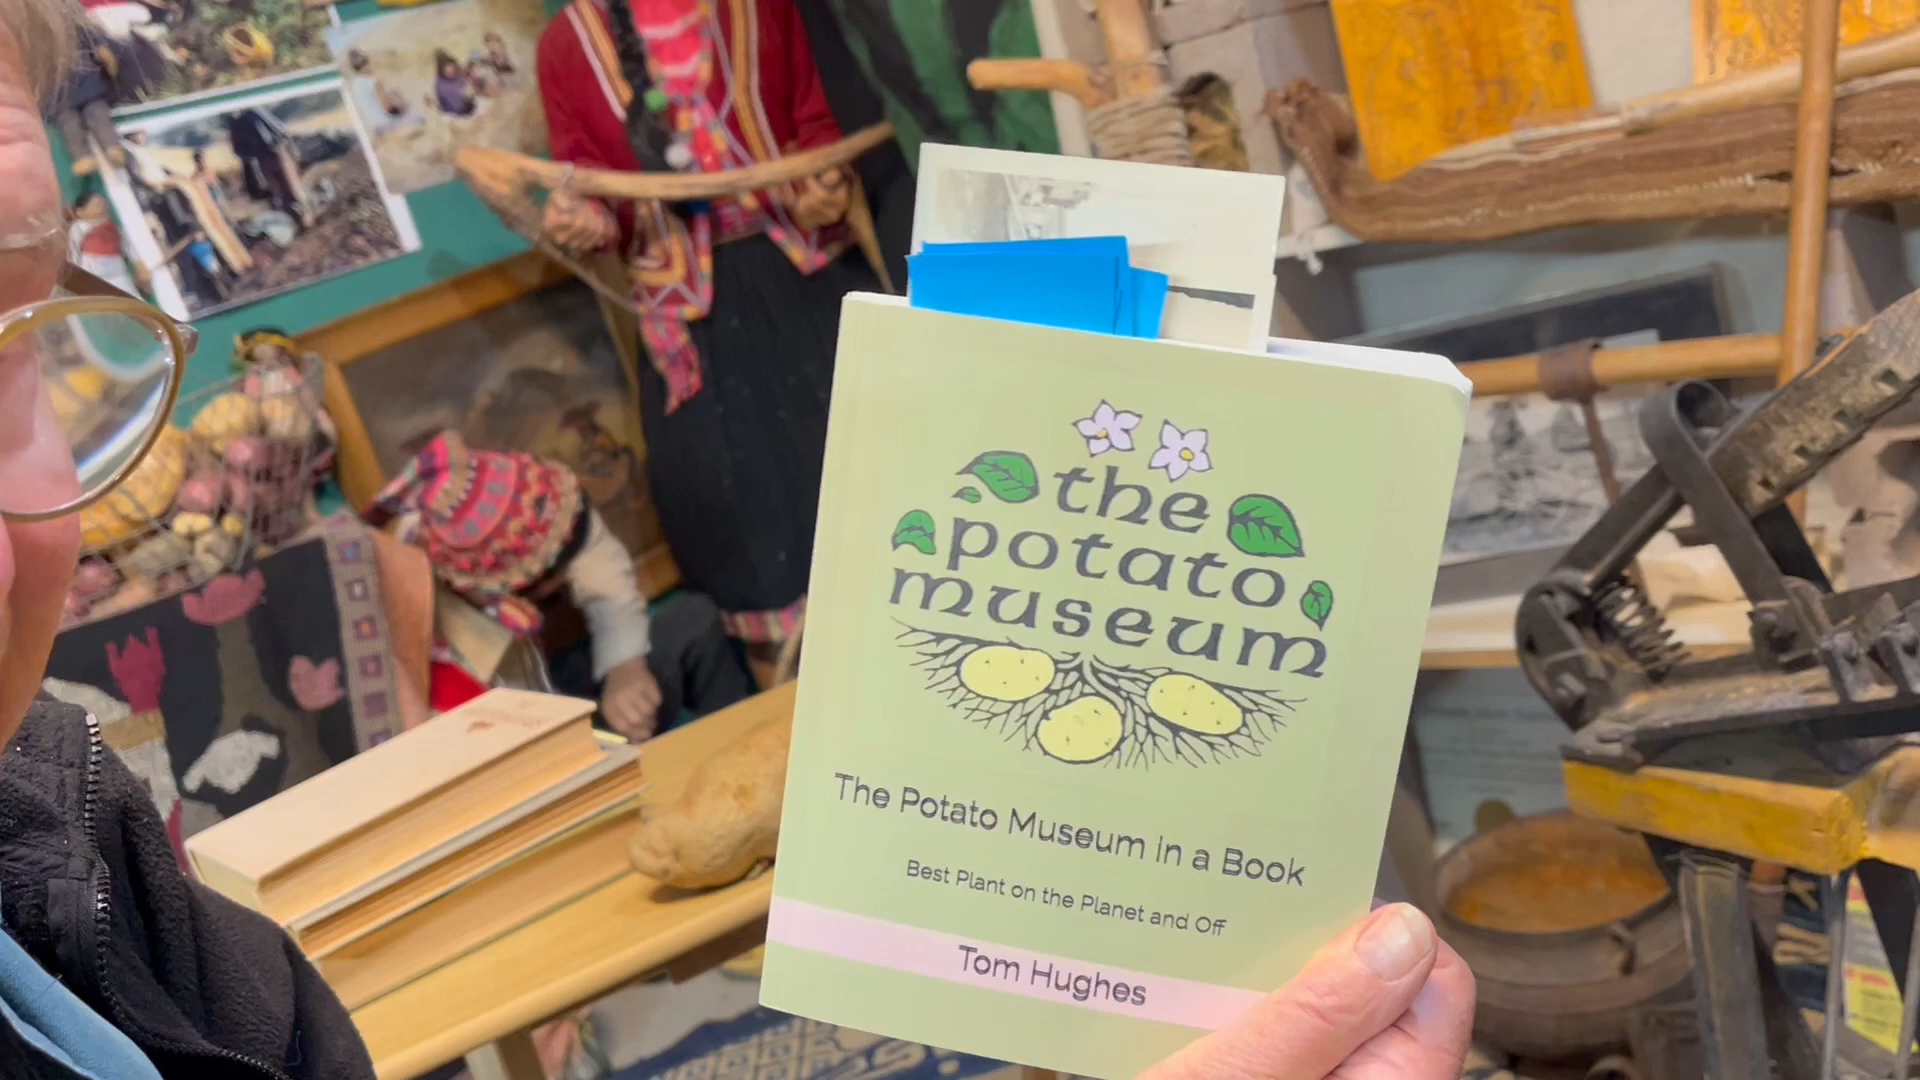 the
potato
museum
The Potato Museum in a Book
Best Plant on the Planet and Off
Tom Hughes